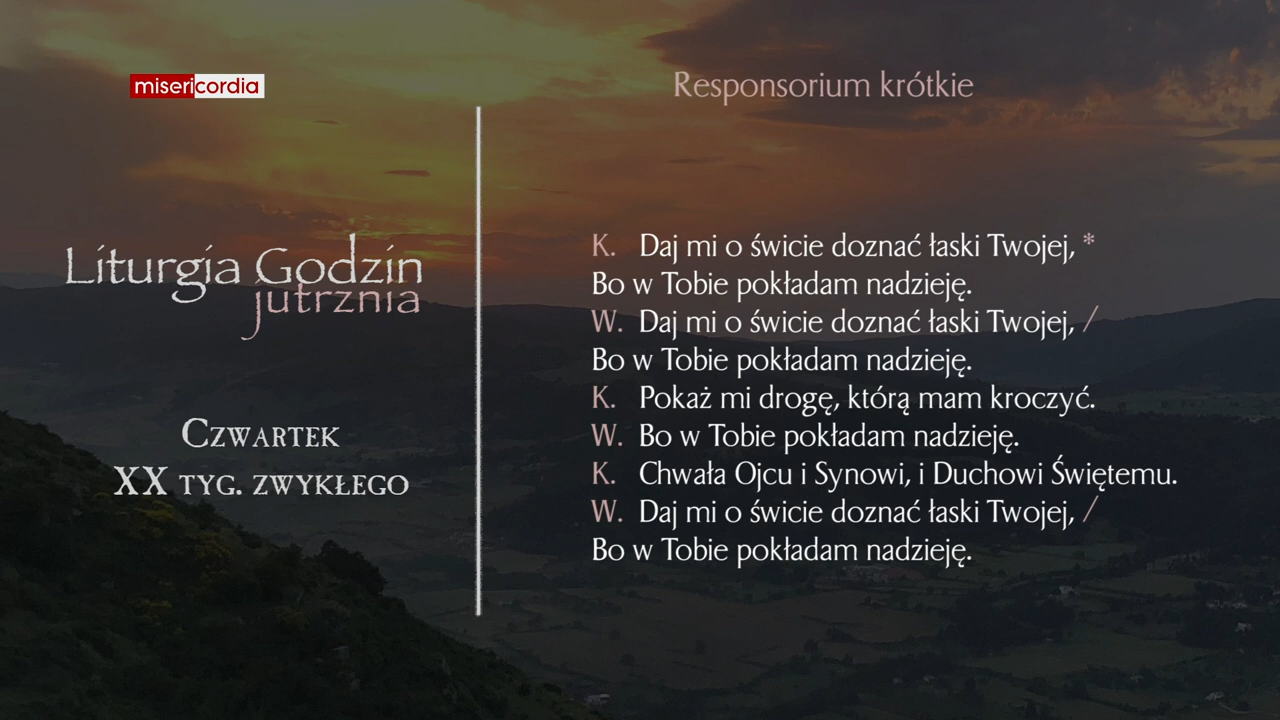 misericordia
Liturgia Godzin
jutrznia
Czwartek
XX tyg. zwykłego
Responsorium krótkie
K. Daj mi o świcie doznać łaski Twojej, *
Bo w Tobie pokładam nadzieję.
W. Daj mi o świcie doznać łaski Twojej, /
Bo w Tobie pokładam nadzieję.
K. Pokaż mi drogę, którą mam kroczyć.
W. Bo w Tobie pokładam nadzieję.
K. Chwała Ojcu i Synowi, i Duchowi Świętemu.
W. Daj mi o świcie doznać łaski Twojej, /
Bo w Tobie pokładam nadzieję.